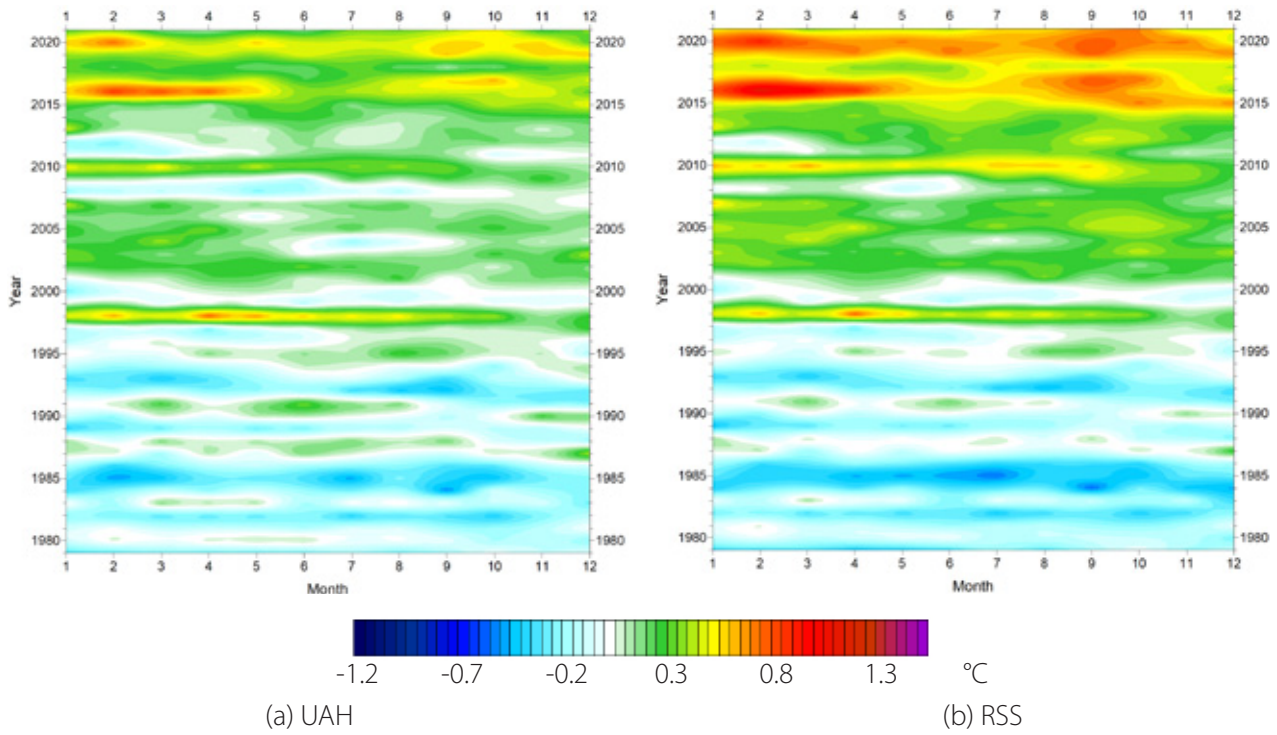 1 2 3 4 5 6 7 8 9 10 11 12
1 2 3 4 5 6 7 8 9 10 11 12
2020 2020 2020 2020
2015 2015 2015 2015
2010 2010 2010 2010
2005 2005 2005 2005
Year
2000 2000
Year
2000 2000
1995 1995 1995 1995
1990 1990 1990 1990
1985 1985 1985 1985
1980 1980 1980 1980
1 2 3 4 5 6 7 8 9 10 11 12
1 2 3 4 5 6 7 8 9 10 11 12
Month
Month
-1.2 -0.7 -0.2 0.3 0.8 1.3 °C
(a) UAH
(b) RSS